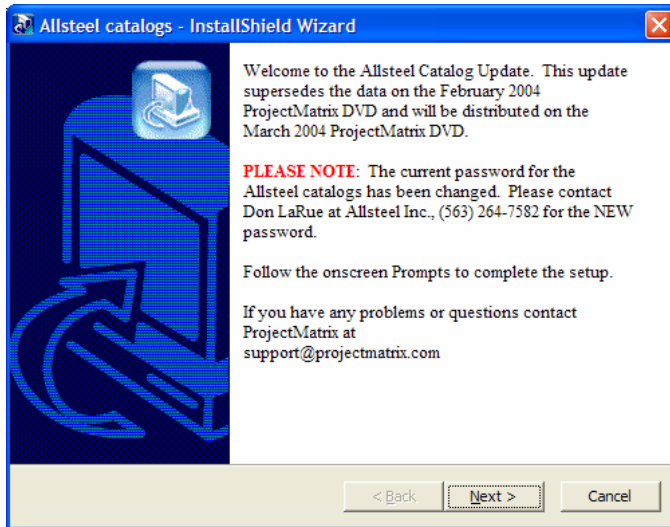 Allsteel catalogs - InstallShield Wizard
Welcome to the Allsteel Catalog Update.  This update
supersedes the data on the February 2004
ProjectMatrix DVD and will be distributed on the
March 2004 ProjectMatrix DVD.
PLEASE NOTE:  The current password for the
Allsteel catalogs has been changed.  Please contact
Don LaRue at Allsteel Inc., (563) 264-7582 for the NEW
password.
Follow the onscreen Prompts to complete the setup.
If you have any problems or questions contact
ProjectMatrix at
support@projectmatrix.com
< Back
Next >
Cancel